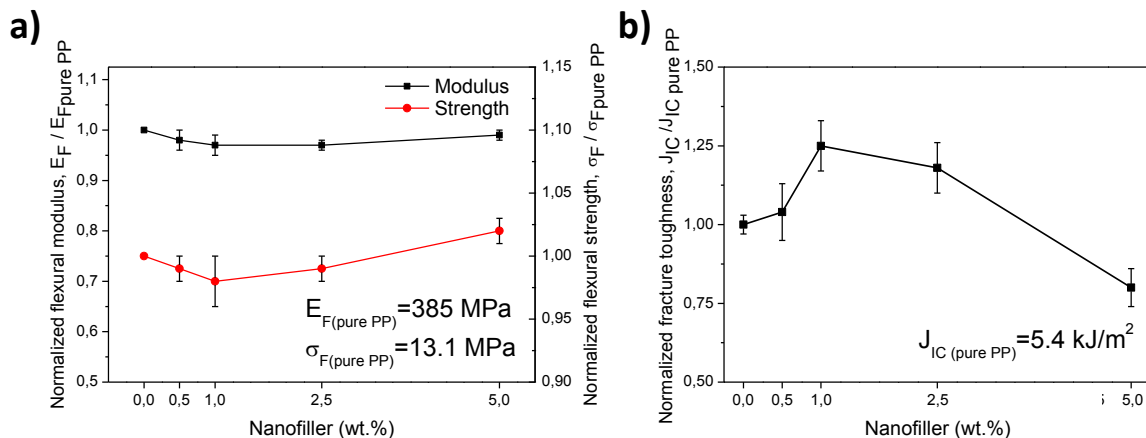 a)
Normalized flexural modulus, E_F / E_Fpure PP
1,1
1,0
0,9
0,8
0,7
0,6
0,5
Modulus
Strength
E_F(pure PP)=385 MPa
σ_F(pure PP)=13.1 MPa
1,15
1,10
1,05
1,00
0,95
0,90
Normalized flexural strength, σ_F / σ_Fpure PP
0,0 0,5 1,0 2,5 5,0
Nanofiller (wt.%)
b)
Normalized fracture toughness, J_IC /J_IC pure PP
1,50
1,25
1,00
0,75
0,50
J_IC (pure PP)=5.4 kJ/m²
0,0 0,5 1,0 2,5 5,0
Nanofiller (wt.%)